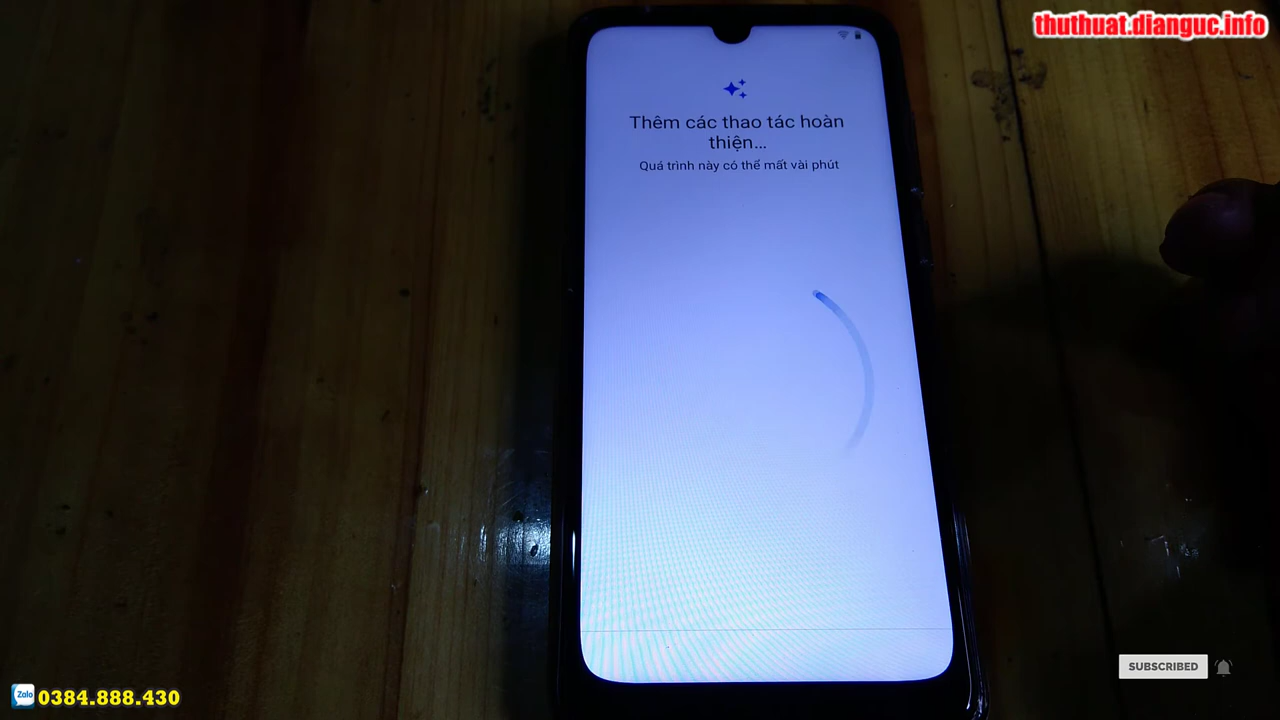 thuthuat.dianguc.info
Thêm các thao tác hoàn
thiện...
Quá trình này có thể mất vài phút
SUBSCRIBED
Zalo
0384.888.430